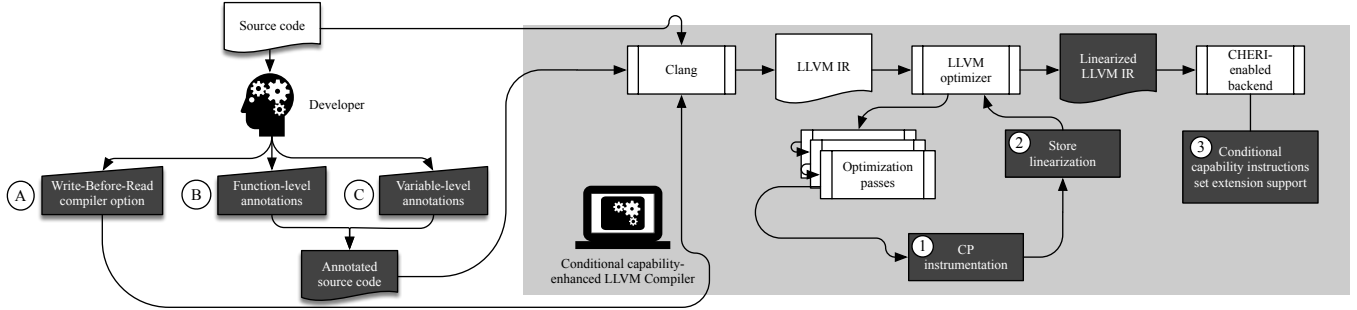 Source code
Developer
A
Write-Before-Read
compiler option
B
Function-level
annotations
C
Variable-level
annotations
Annotated
source code
Conditional capability-
enhanced LLVM Compiler
Clang
LLVM IR
LLVM
optimizer
Linearized
LLVM IR
CHERI-
enabled
backend
Optimization
passes
1
CP
instrumentation
2
Store
linearization
3
Conditional
capability instructions
set extension support